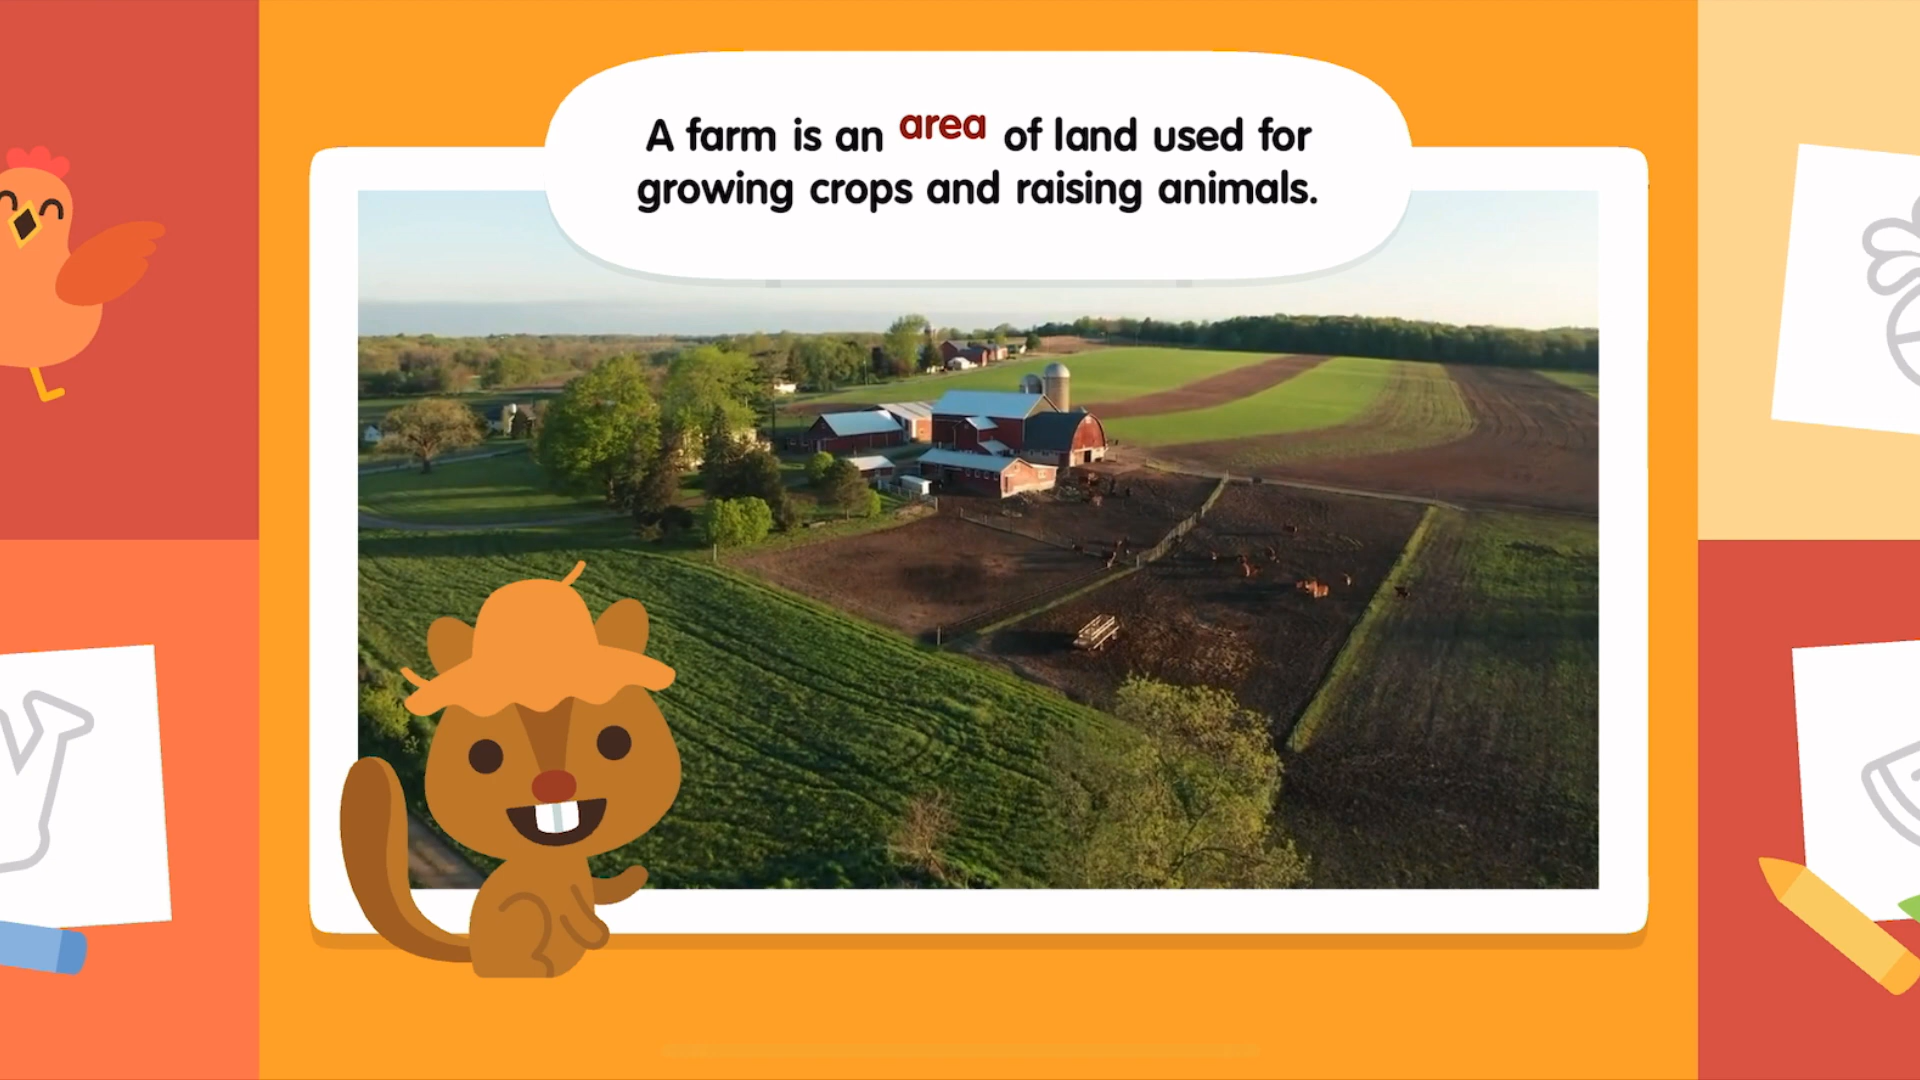 A farm is an area of land used for
growing crops and raising animals.